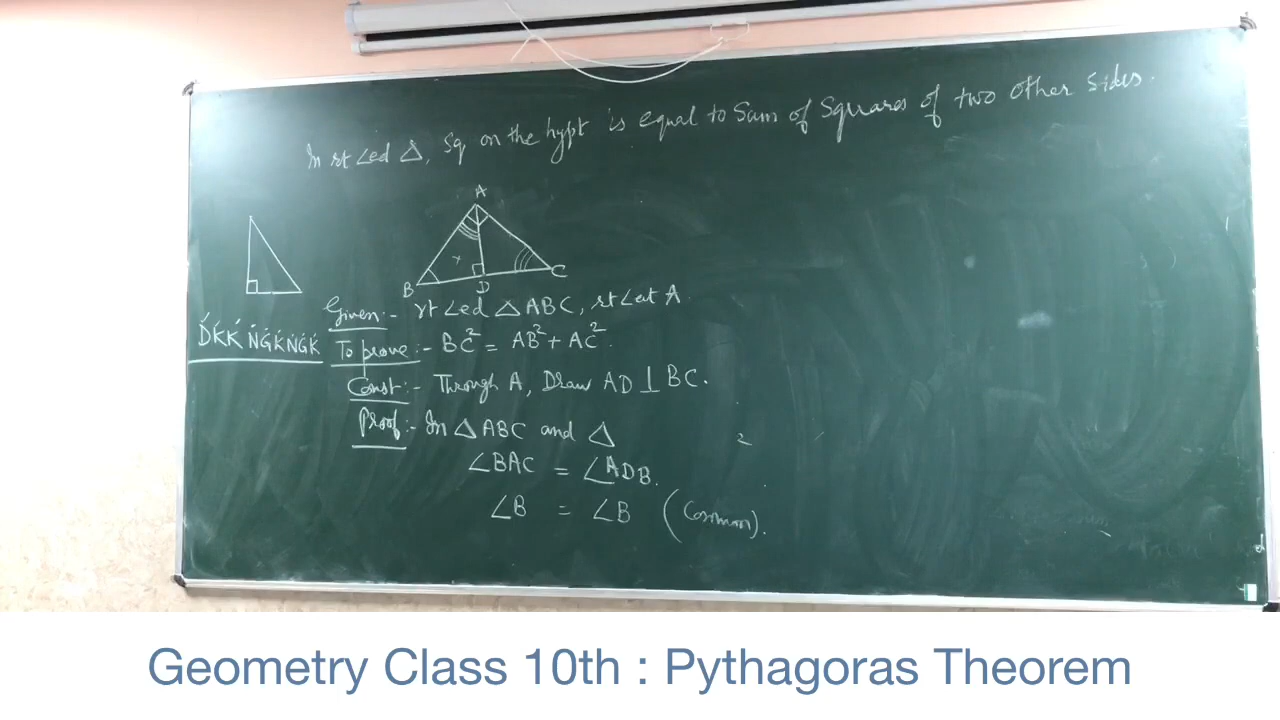 In rt ∠ed △, Sq on the hypt is equal to Sum of Squares of two other sides.
A
B
D
C
Given:- rt ∠ed △ABC, rt∠at A.
D́ḰK ŃǴḰŃǴḰ
To prove:- BC² = AB² + AC².
Const:- Through A, Draw AD ⊥ BC.
Proof:- In △ ABC and △
∠BAC = ∠ADB.
∠B = ∠B (Common).
Geometry Class 10th : Pythagoras Theorem